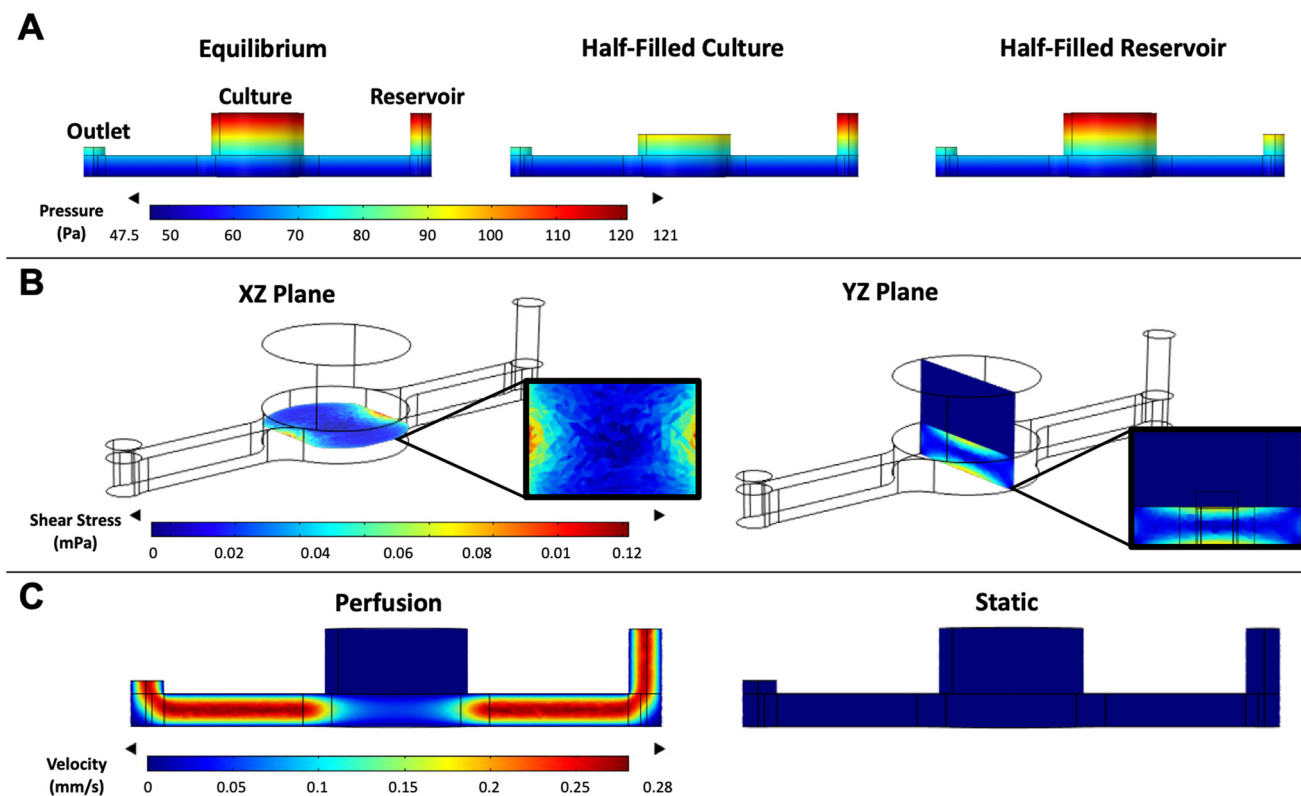 A
Equilibrium
Half-Filled Culture
Half-Filled Reservoir
Culture
Reservoir
Outlet
Pressure
(Pa)
47.5 50 60 70 80 90 100 110 120 121
B
XZ Plane
YZ Plane
Shear Stress
(mPa)
0 0.02 0.04 0.06 0.08 0.01 0.12
C
Perfusion
Static
Velocity
(mm/s)
0 0.05 0.1 0.15 0.2 0.25 0.28